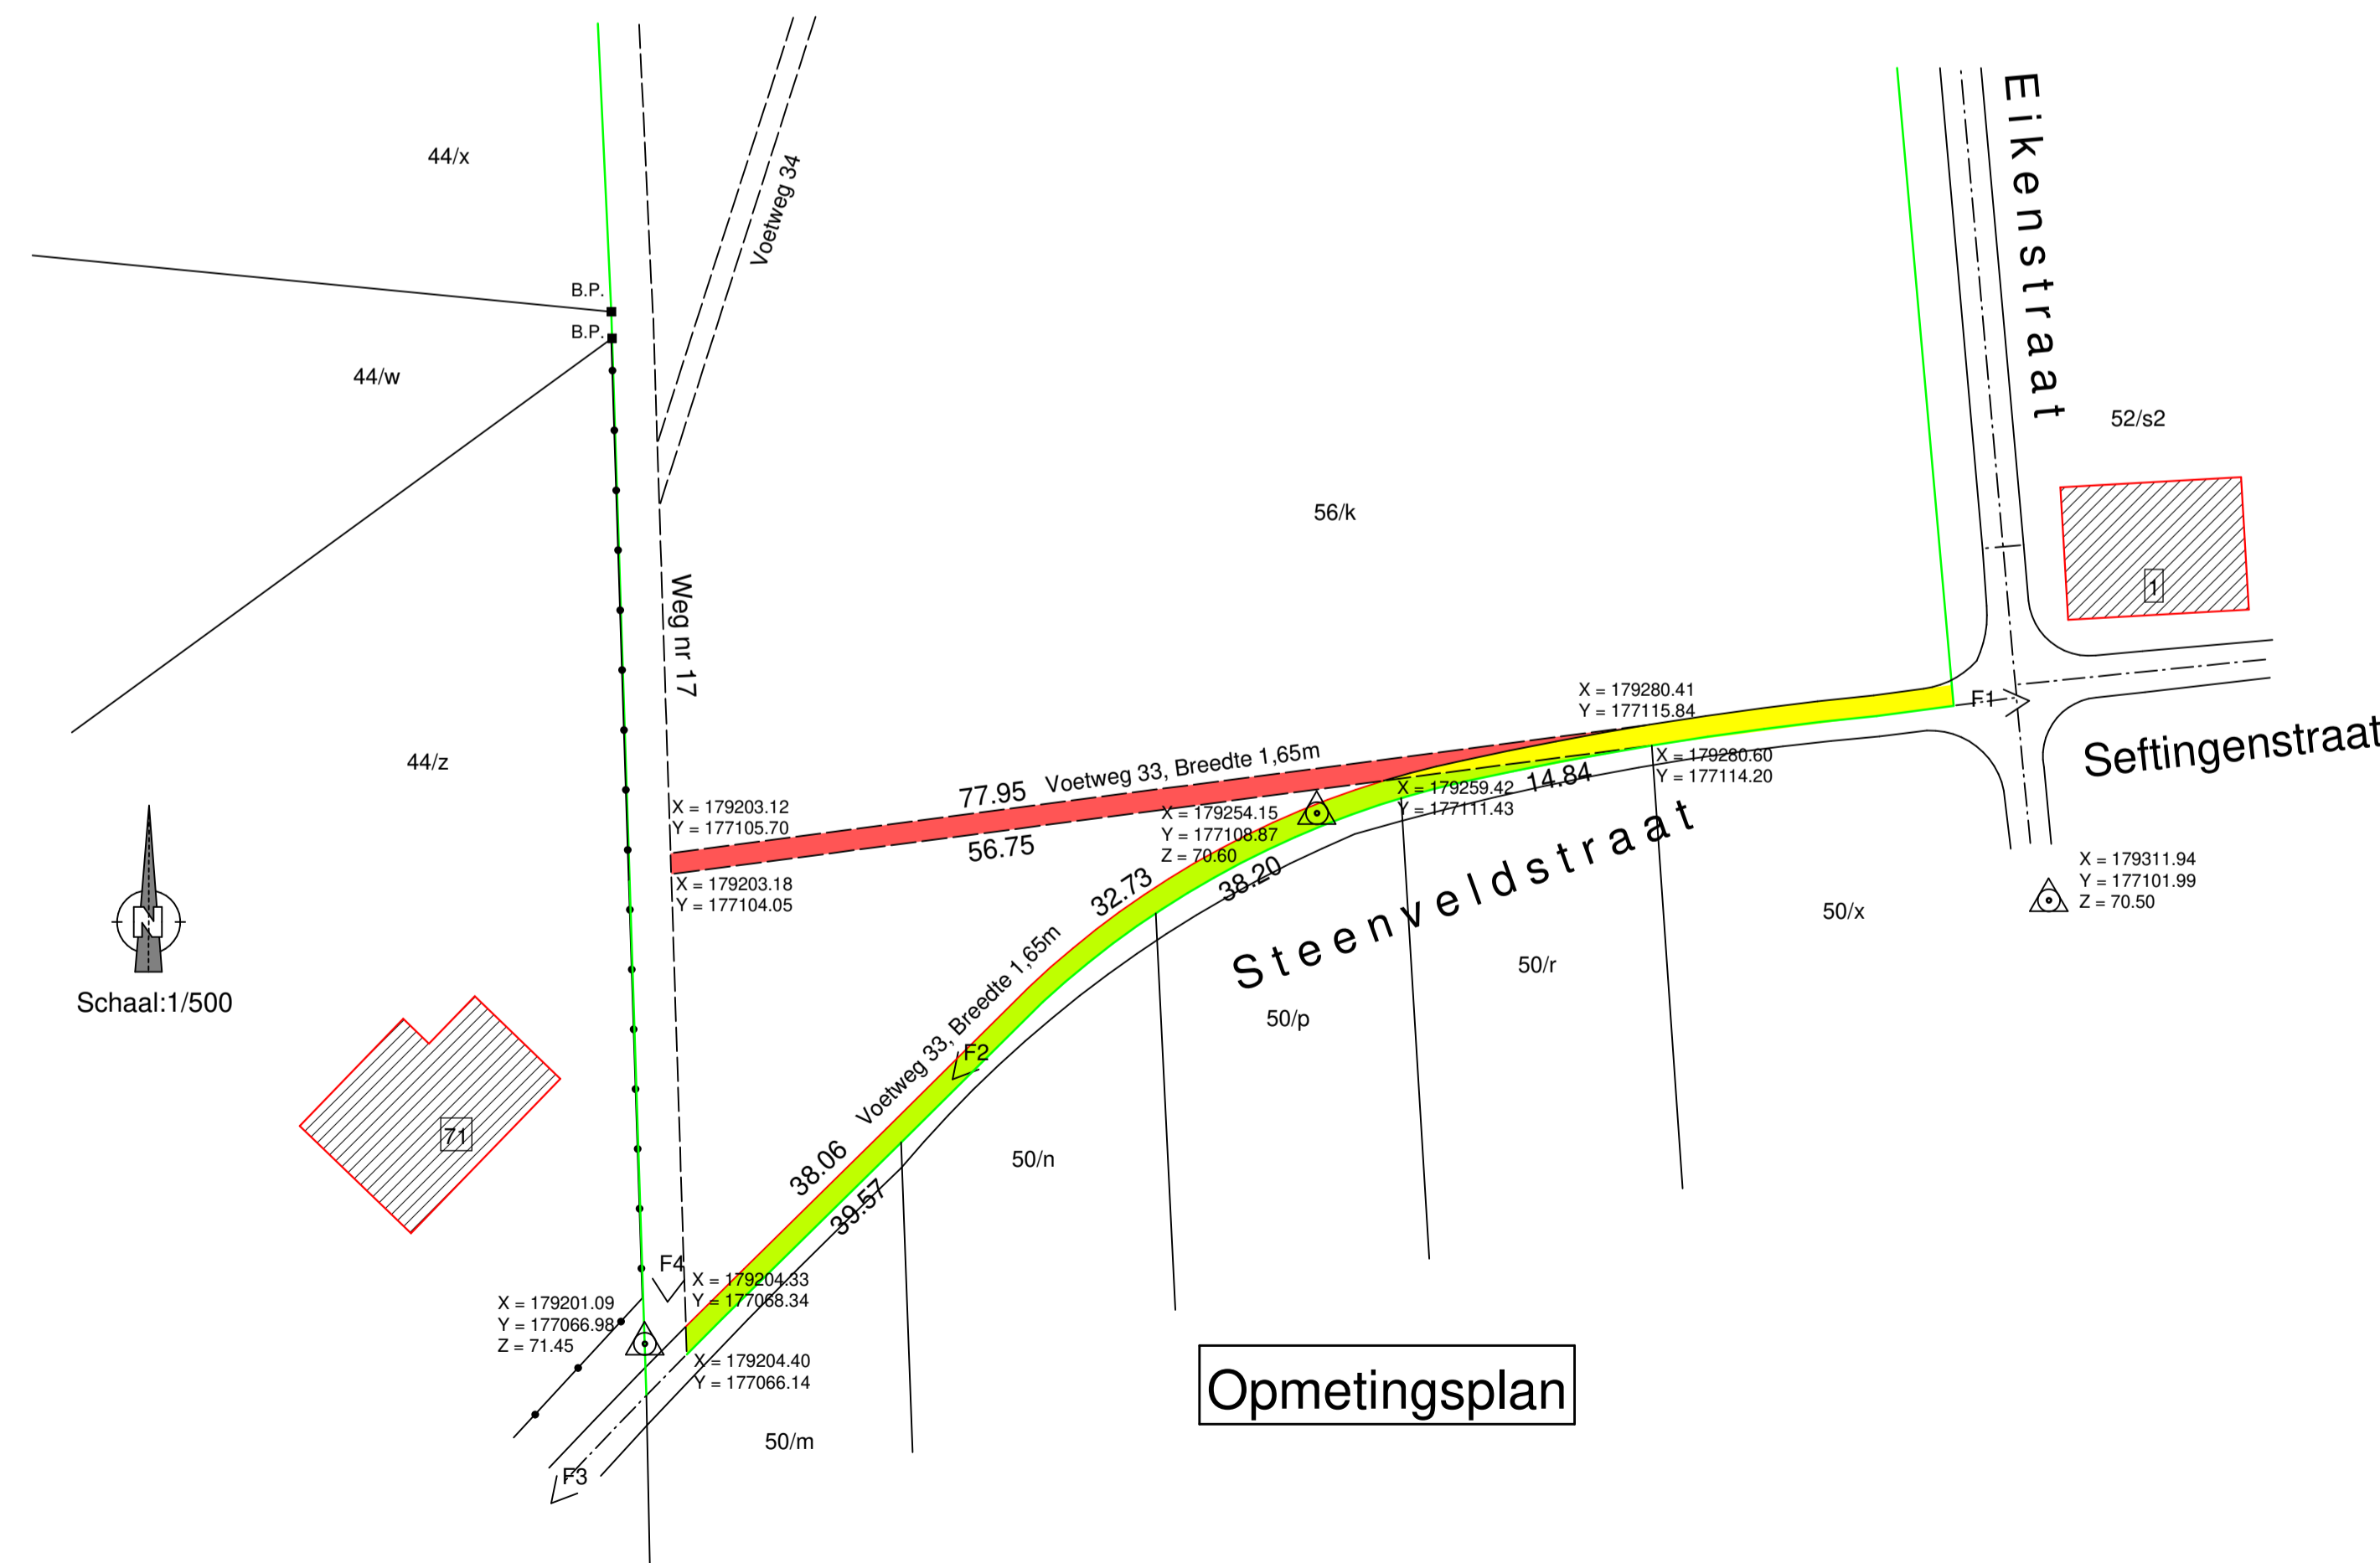 44/x
Voetweg 34
Eikenstraat
B.P.
B.P.
44/w
52/s2
56/k
1
Weg nr 17
X = 179280.41
Y = 177115.84
F1
Seftingenstraat
44/z
77.95
Voetweg 33, Breedte 1,65m
X = 179280.60
Y = 177114.20
14.84
X = 179203.12
Y = 177105.70
X = 179254.15
Y = 177108.87
Z = 70.60
X = 179259.42
Y = 177111.43
56.75
X = 179203.18
Y = 177104.05
32.73
38.20
Steenveldstraat
X = 179311.94
Y = 177101.99
Z = 70.50
50/x
50/r
N
Schaal:1/500
50/p
Voetweg 33, Breedte 1,65m
F2
71
38.06
39.57
50/n
F4
X = 179204.33
Y = 177068.34
X = 179201.09
Y = 177066.98
Z = 71.45
X = 179204.40
Y = 177066.14
Opmetingsplan
50/m
F3